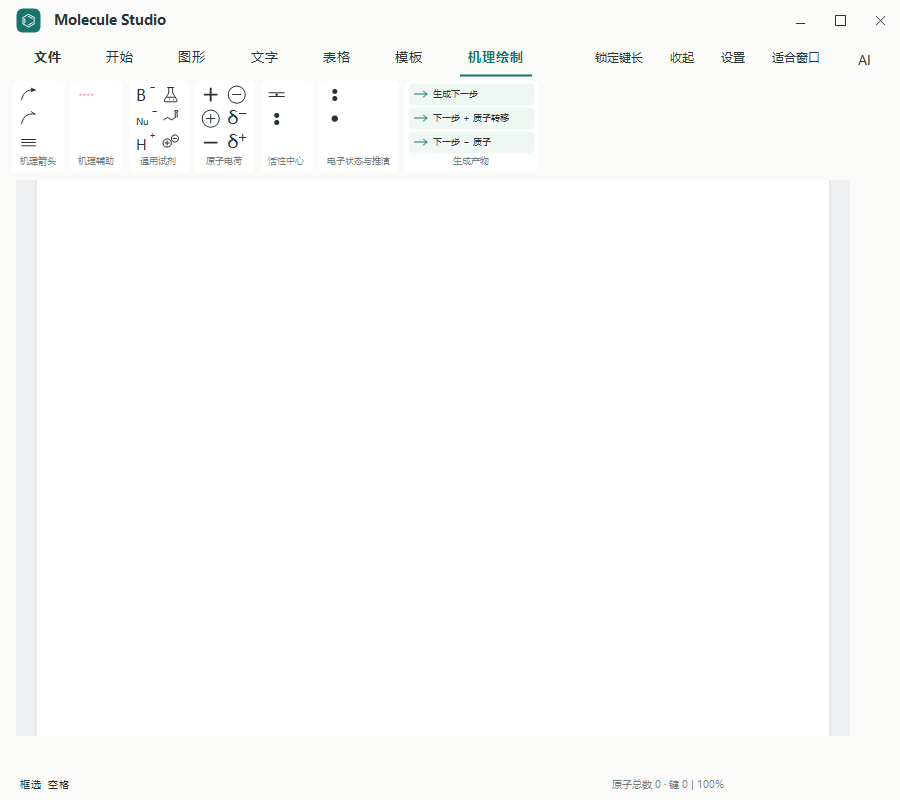 Molecule Studio
文件 开始 图形 文字 表格 模板 机理绘制 锁定键长 收起 设置 适合窗口 AI
B⁻
Nu⁻
H⁺
δ⁻
δ⁺
生成下一步
下一步 + 质子转移
下一步 − 质子
机理箭头 机理辅助 通用试剂 原子电荷 活性中心 电子状态与推演 生成产物
框选 空格 原子总数 0 · 键 0 | 100%